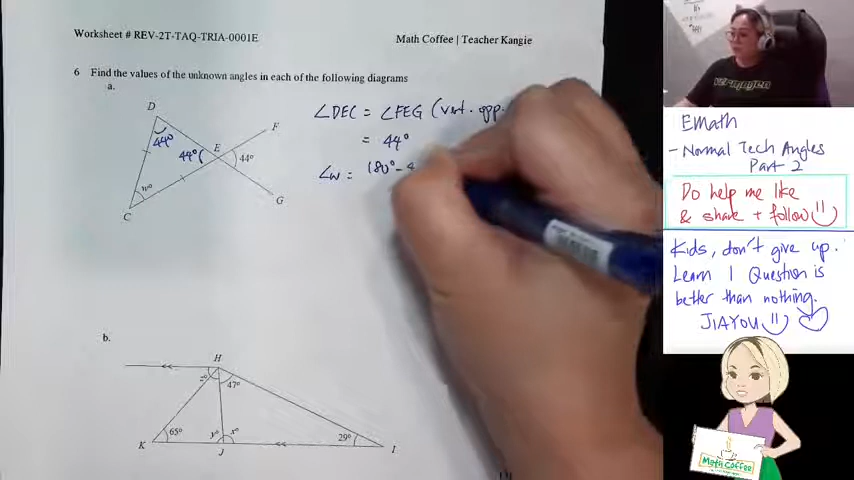 Worksheet # REV-2T-TAQ-TRIA-0001E
Math Coffee | Teacher Kangie
6 Find the values of the unknown angles in each of the following diagrams
a.
D
44°
F
E
44°
44°
w°
G
C
∠DEC = ∠FEG (vert. opp.
= 44°
∠w = 180° - 4
b.
H
z°
47°
65°
y°
x°
29°
K
J
I
EMath
- Normal Tech Angles
Part 2
Do help me like
& share + follow
Kids, don't give up.
Learn 1 Question is
better than nothing.
JIAYOU
Math Coffee